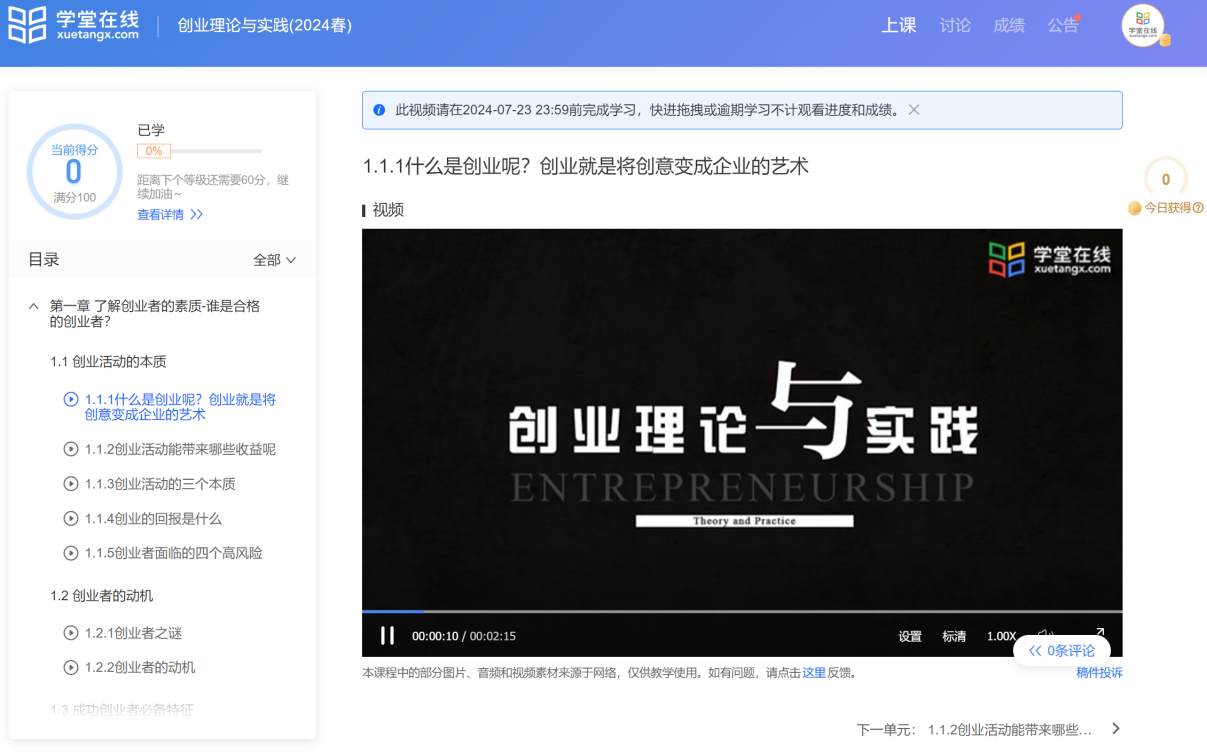 学堂在线
xuetangx.com
创业理论与实践(2024春)
上课
讨论
成绩
公告
学堂在线
xuetangx.com
当前得分
0
满分100
已学
0%
距离下个等级还需要60分，继
续加油～
查看详情
目录
全部
第一章 了解创业者的素质-谁是合格
的创业者？
1.1 创业活动的本质
1.1.1什么是创业呢？创业就是将
创意变成企业的艺术
1.1.2创业活动能带来哪些收益呢
1.1.3创业活动的三个本质
1.1.4创业的回报是什么
1.1.5创业者面临的四个高风险
1.2 创业者的动机
1.2.1创业者之谜
1.2.2创业者的动机
1.3 成功创业者必备特征
此视频请在2024-07-23 23:59前完成学习，快进拖拽或逾期学习不计观看进度和成绩。
1.1.1什么是创业呢？创业就是将创意变成企业的艺术
视频
学堂在线
xuetangx.com
创业理论与实践
ENTREPRENEURSHIP
Theory and Practice
00:00:10 / 00:02:15
设置
标清
1.00X
0条评论
本课程中的部分图片、音频和视频素材来源于网络，仅供教学使用。如有问题，请点击这里反馈。
稿件投诉
下一单元： 1.1.2创业活动能带来哪些...
0
今日获得